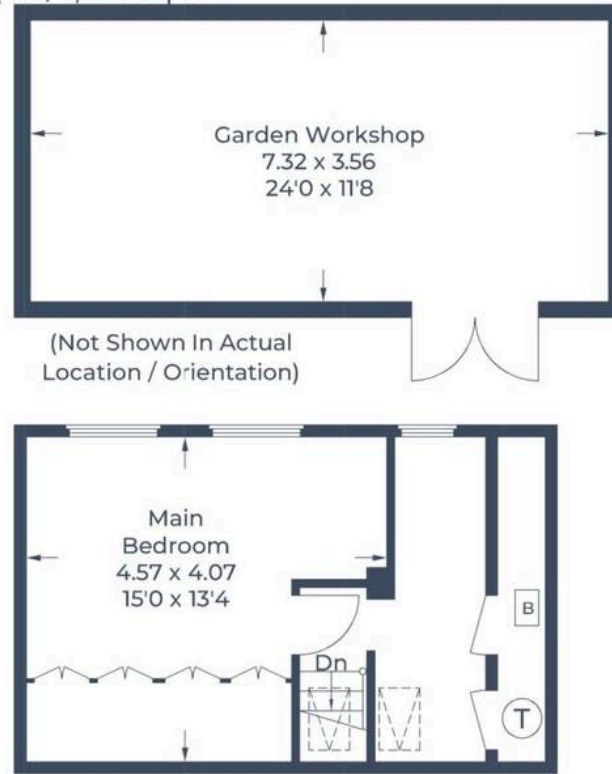 Garden Workshop
7.32 x 3.56
24'0 x 11'8
(Not Shown In Actual
Location / Orientation)
Main
Bedroom
4.57 x 4.07
15'0 x 13'4
B
Dn
T